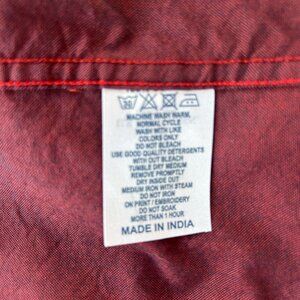 30
MACHINE WASH WARM,
NORMAL CYCLE
WASH WITH LIKE
COLORS ONLY
DO NOT BLEACH
USE GOOD QUALITY DETERGENTS
WITH OUT BLEACH
TUMBLE DRY MEDIUM
REMOVE PROMPTLY
DRY INSIDE OUT
MEDIUM IRON WITH STEAM
DO NOT IRON
ON PRINT / EMBROIDERY
DO NOT SOAK
MORE THAN 1 HOUR
MADE IN INDIA